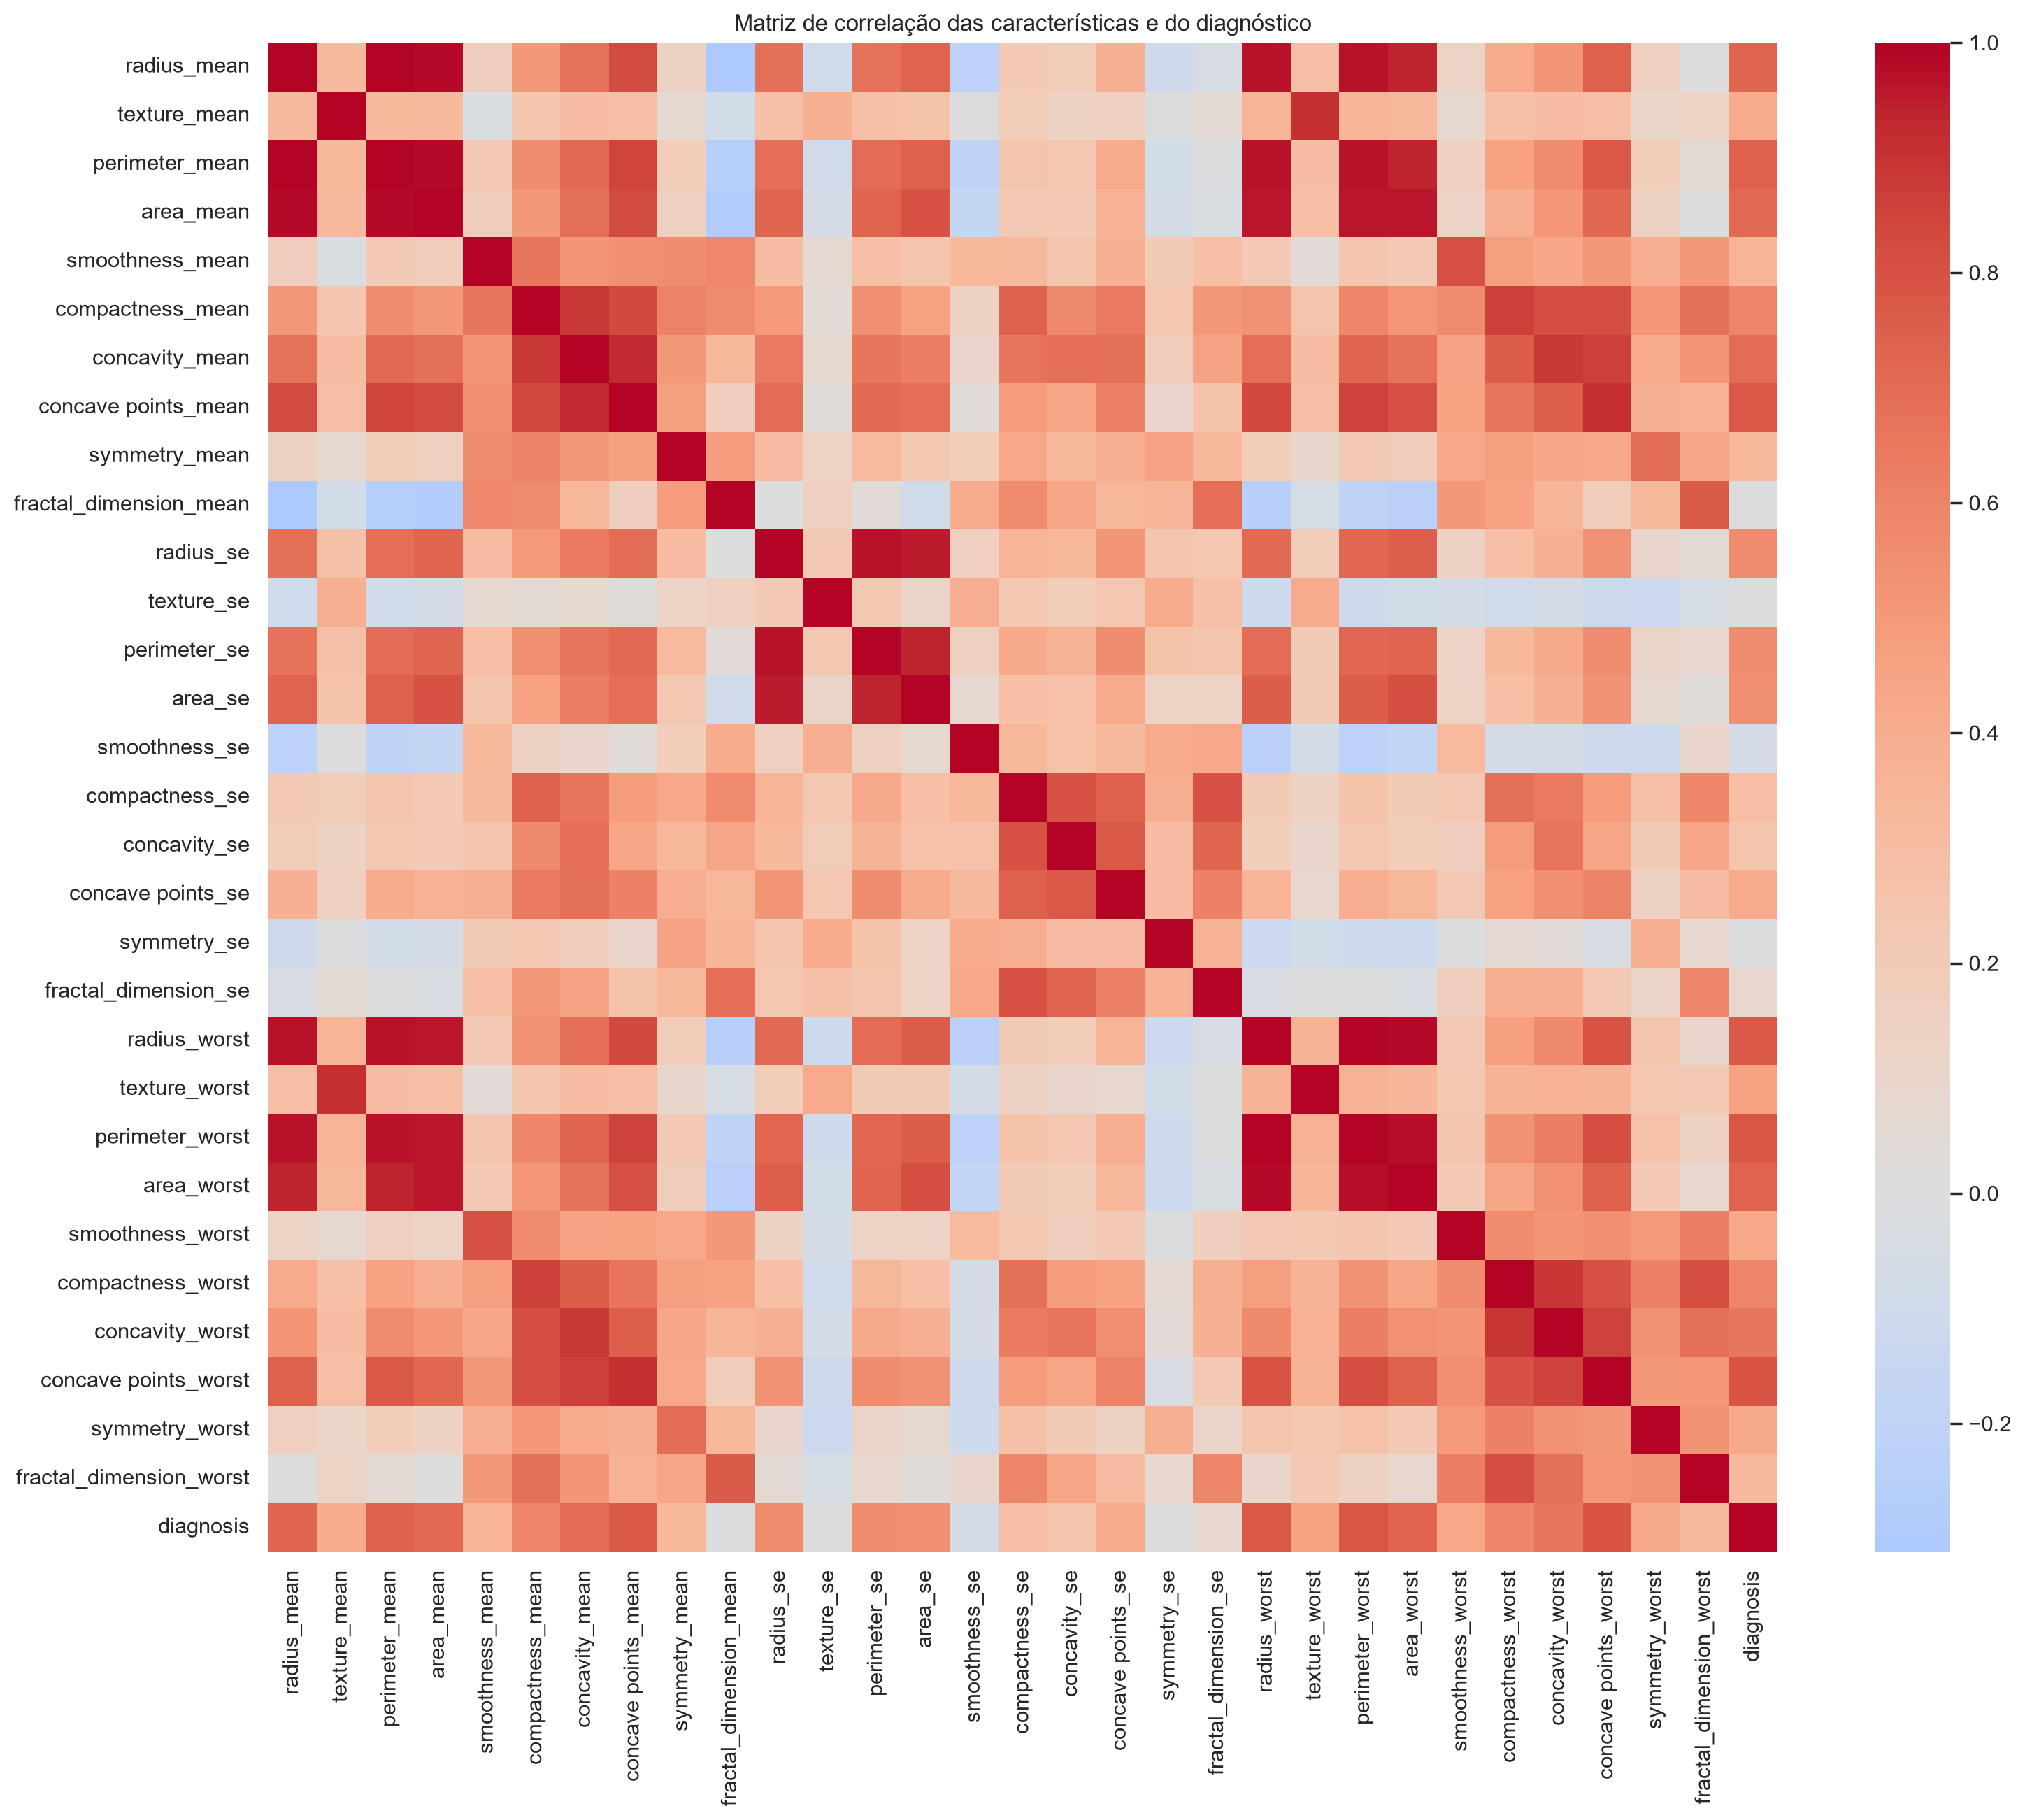 Matriz de correlação das características e do diagnóstico
radius_mean
texture_mean
perimeter_mean
area_mean
smoothness_mean
compactness_mean
concavity_mean
concave points_mean
symmetry_mean
fractal_dimension_mean
radius_se
texture_se
perimeter_se
area_se
smoothness_se
compactness_se
concavity_se
concave points_se
symmetry_se
fractal_dimension_se
radius_worst
texture_worst
perimeter_worst
area_worst
smoothness_worst
compactness_worst
concavity_worst
concave points_worst
symmetry_worst
fractal_dimension_worst
diagnosis
radius_mean
texture_mean
perimeter_mean
area_mean
smoothness_mean
compactness_mean
concavity_mean
concave points_mean
symmetry_mean
fractal_dimension_mean
radius_se
texture_se
perimeter_se
area_se
smoothness_se
compactness_se
concavity_se
concave points_se
symmetry_se
fractal_dimension_se
radius_worst
texture_worst
perimeter_worst
area_worst
smoothness_worst
compactness_worst
concavity_worst
concave points_worst
symmetry_worst
fractal_dimension_worst
diagnosis
1.0
0.8
0.6
0.4
0.2
0.0
−0.2